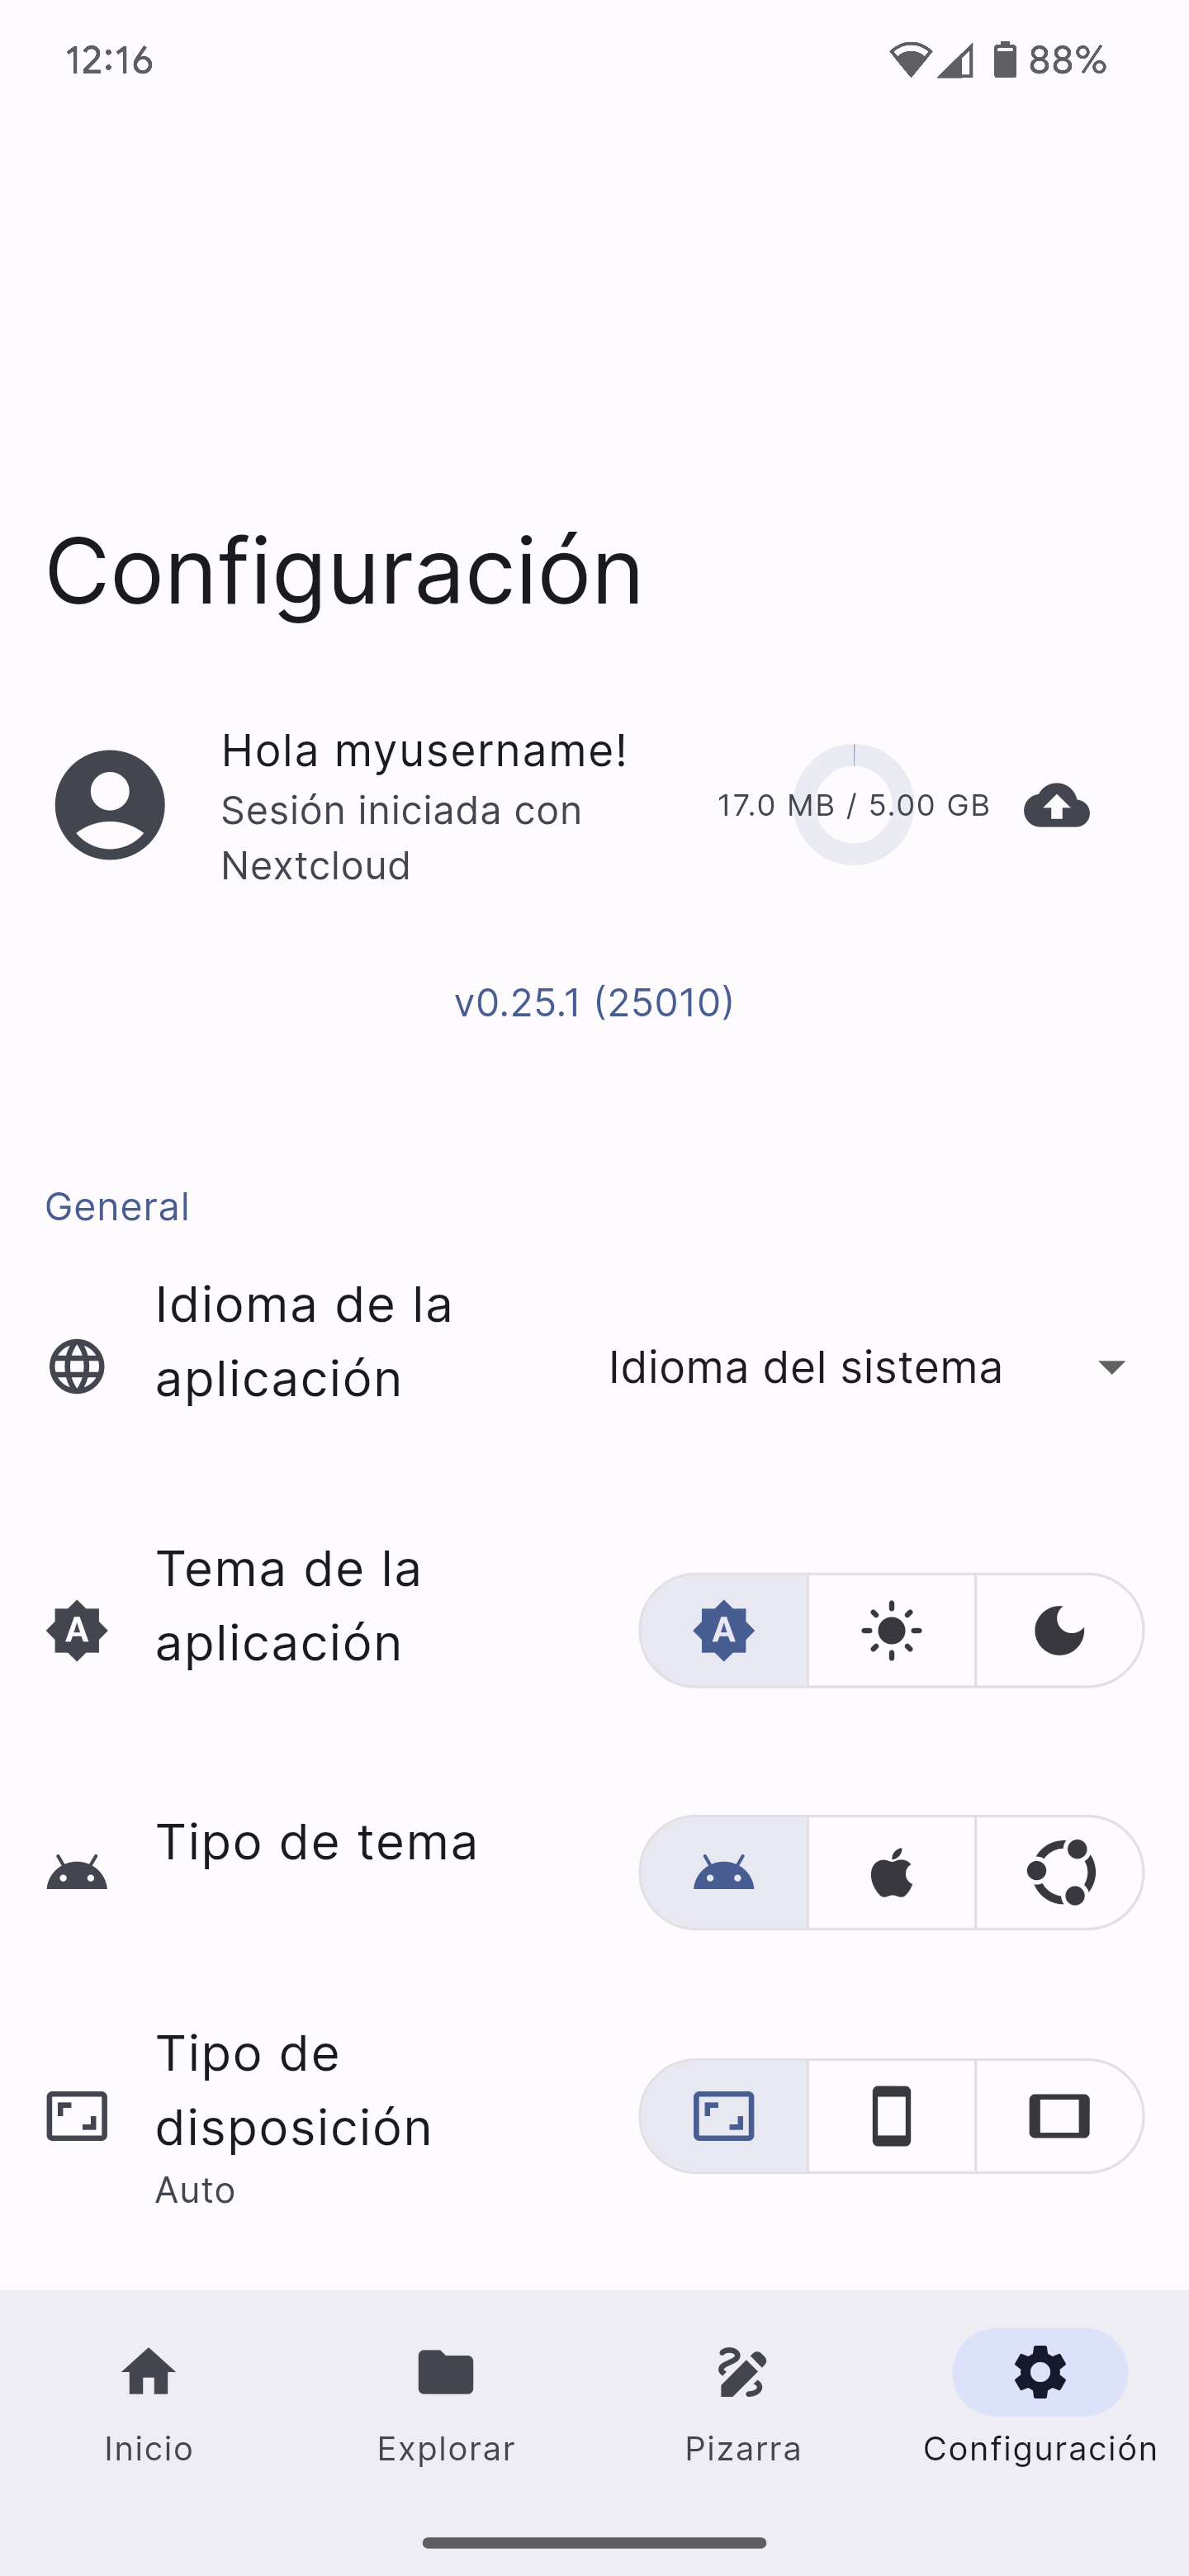 12:16
88%
Configuración
Hola myusername!
Sesión iniciada con
Nextcloud
17.0 MB / 5.00 GB
v0.25.1 (25010)
General
Idioma de la
aplicación
Idioma del sistema
Tema de la
aplicación
A
A
Tipo de tema
Tipo de
disposición
Auto
Inicio
Explorar
Pizarra
Configuración